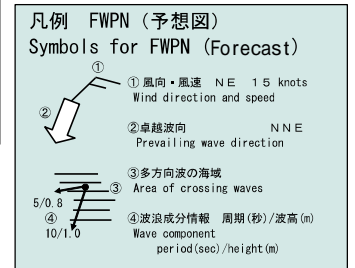 凡例 FWPN (予想図)
Symbols for FWPN (Forecast)
①
②
①風向・風速 NE 15 knots
Wind direction and speed
②卓越波向 NNE
Prevailing wave direction
③
③多方向波の海域
Area of crossing waves
5/0.8
④
10/1.0
④波浪成分情報 周期(秒)/波高(m)
Wave component
period(sec)/height(m)